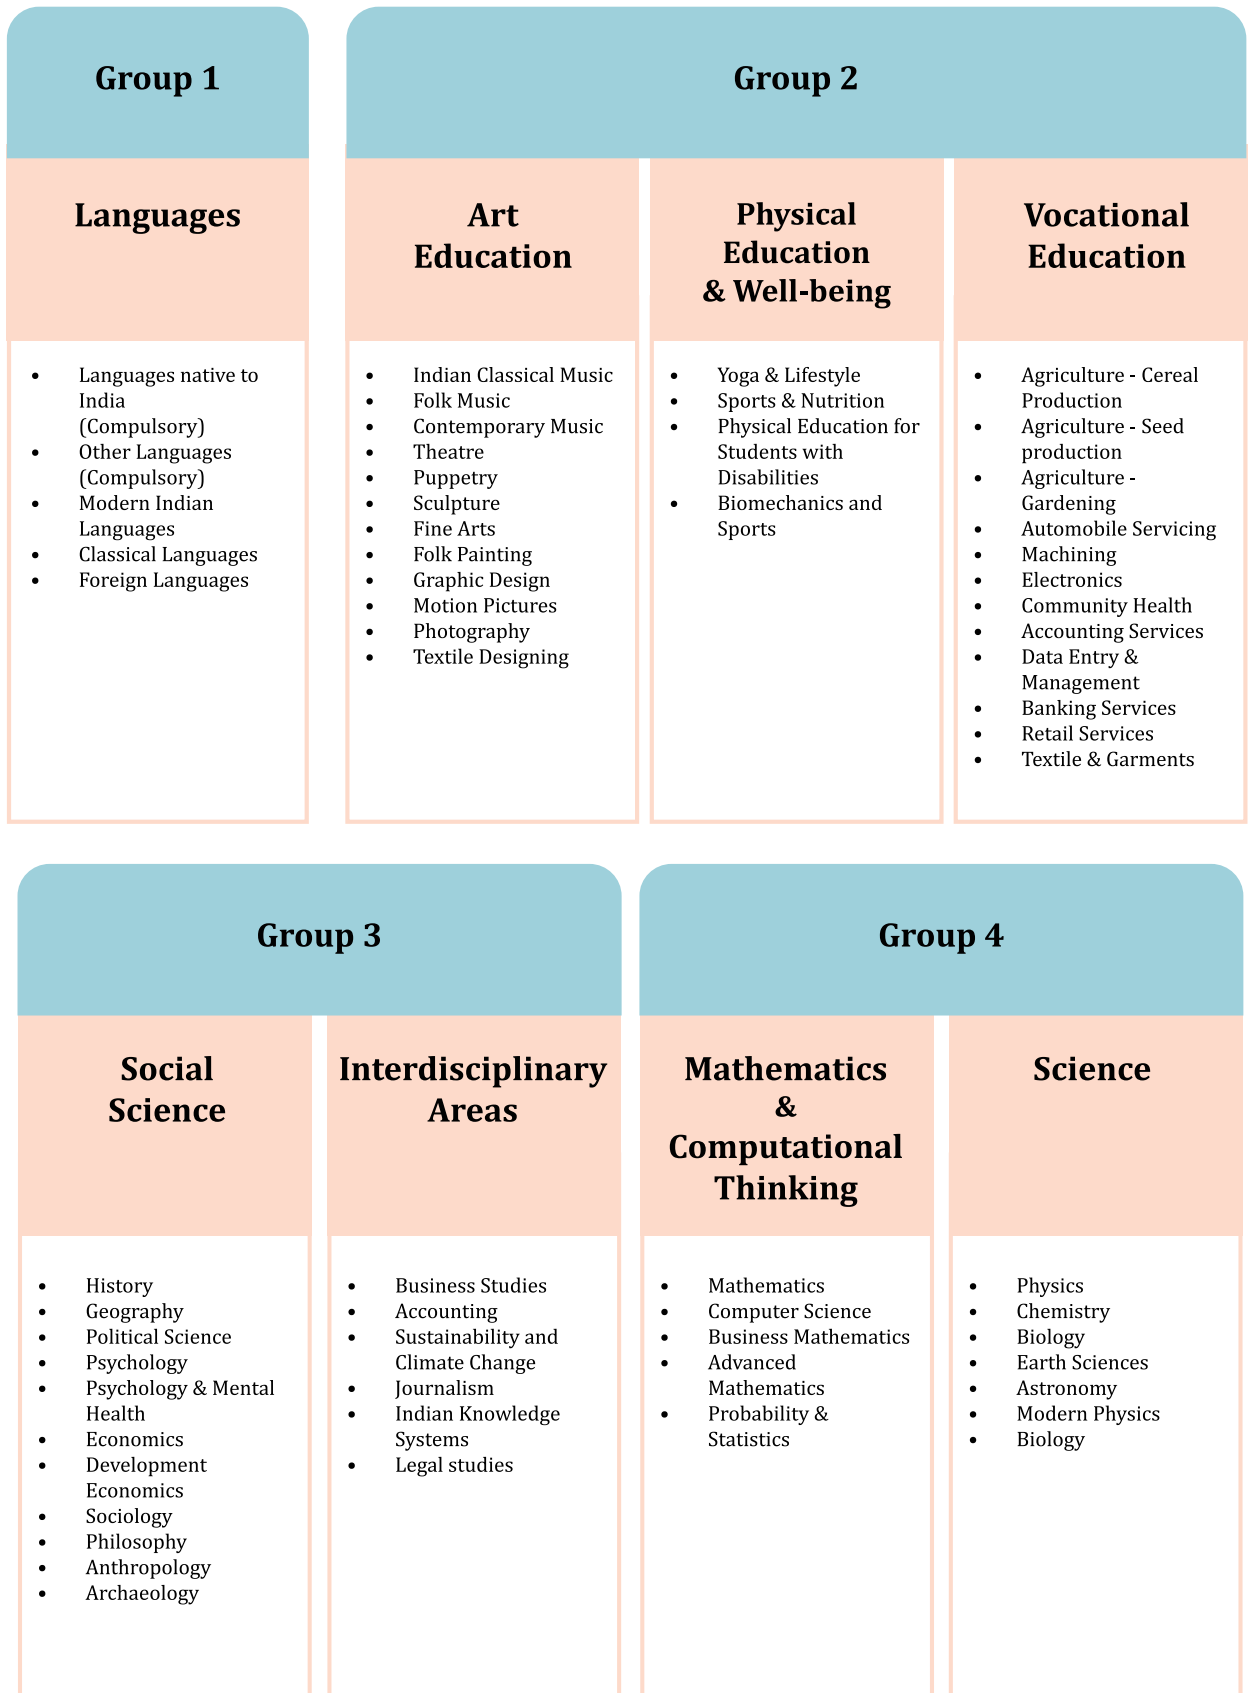 Group 1
Languages
• Languages native to
India
(Compulsory)
• Other Languages
(Compulsory)
• Modern Indian
Languages
• Classical Languages
• Foreign Languages
Group 2
Art
Education
• Indian Classical Music
• Folk Music
• Contemporary Music
• Theatre
• Puppetry
• Sculpture
• Fine Arts
• Folk Painting
• Graphic Design
• Motion Pictures
• Photography
• Textile Designing
Physical
Education
& Well-being
• Yoga & Lifestyle
• Sports & Nutrition
• Physical Education for
Students with
Disabilities
• Biomechanics and
Sports
Vocational
Education
• Agriculture - Cereal
Production
• Agriculture - Seed
production
• Agriculture -
Gardening
• Automobile Servicing
• Machining
• Electronics
• Community Health
• Accounting Services
• Data Entry &
Management
• Banking Services
• Retail Services
• Textile & Garments
Group 3
Social
Science
• History
• Geography
• Political Science
• Psychology
• Psychology & Mental
Health
• Economics
• Development
Economics
• Sociology
• Philosophy
• Anthropology
• Archaeology
Interdisciplinary
Areas
• Business Studies
• Accounting
• Sustainability and
Climate Change
• Journalism
• Indian Knowledge
Systems
• Legal studies
Group 4
Mathematics
&
Computational
Thinking
• Mathematics
• Computer Science
• Business Mathematics
• Advanced
Mathematics
• Probability &
Statistics
Science
• Physics
• Chemistry
• Biology
• Earth Sciences
• Astronomy
• Modern Physics
• Biology